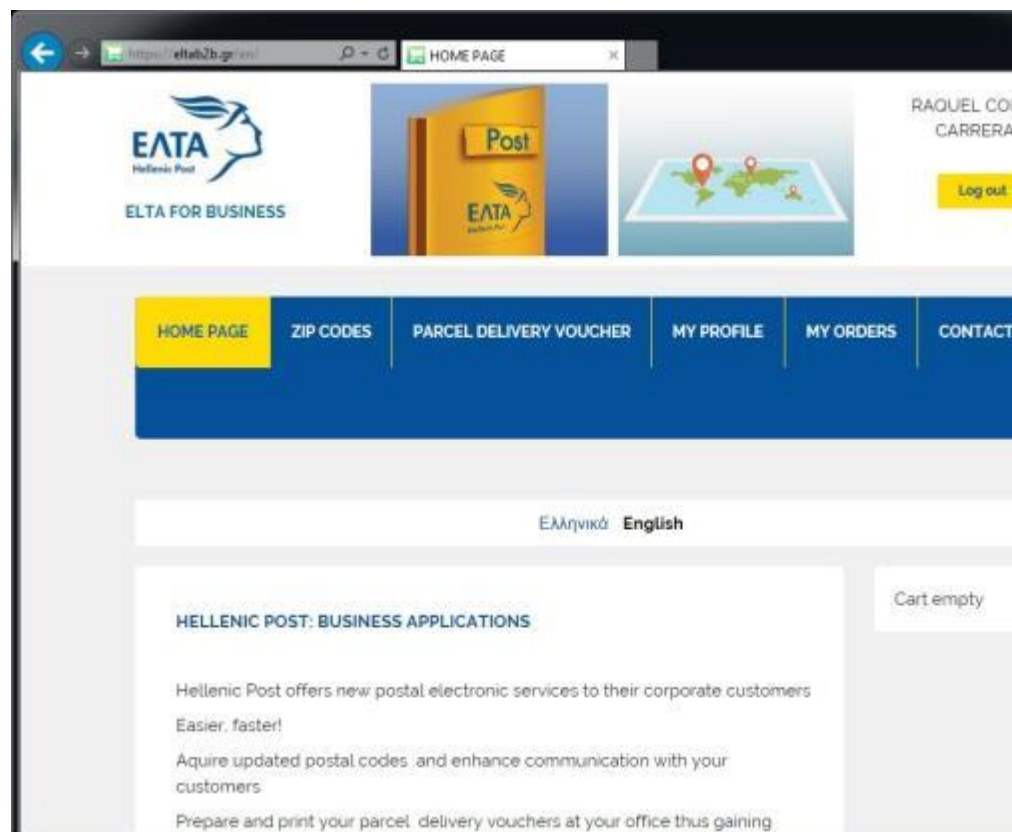 https://eltab2b.gr/en/
HOME PAGE
RAQUEL
CARRERA
Post
ΕΛΤΑ
Hellenic Post
ΕΛΤΑ
ELTA FOR BUSINESS
Log out
HOME PAGE ZIP CODES PARCEL DELIVERY VOUCHER MY PROFILE MY ORDERS CONTACT
Ελληνικά English
Cart empty
HELLENIC POST: BUSINESS APPLICATIONS
Hellenic Post offers new postal electronic services to their corporate customers
Easier, faster!
Aquire updated postal codes and enhance communication with your
customers
Prepare and print your parcel delivery vouchers at your office thus gaining